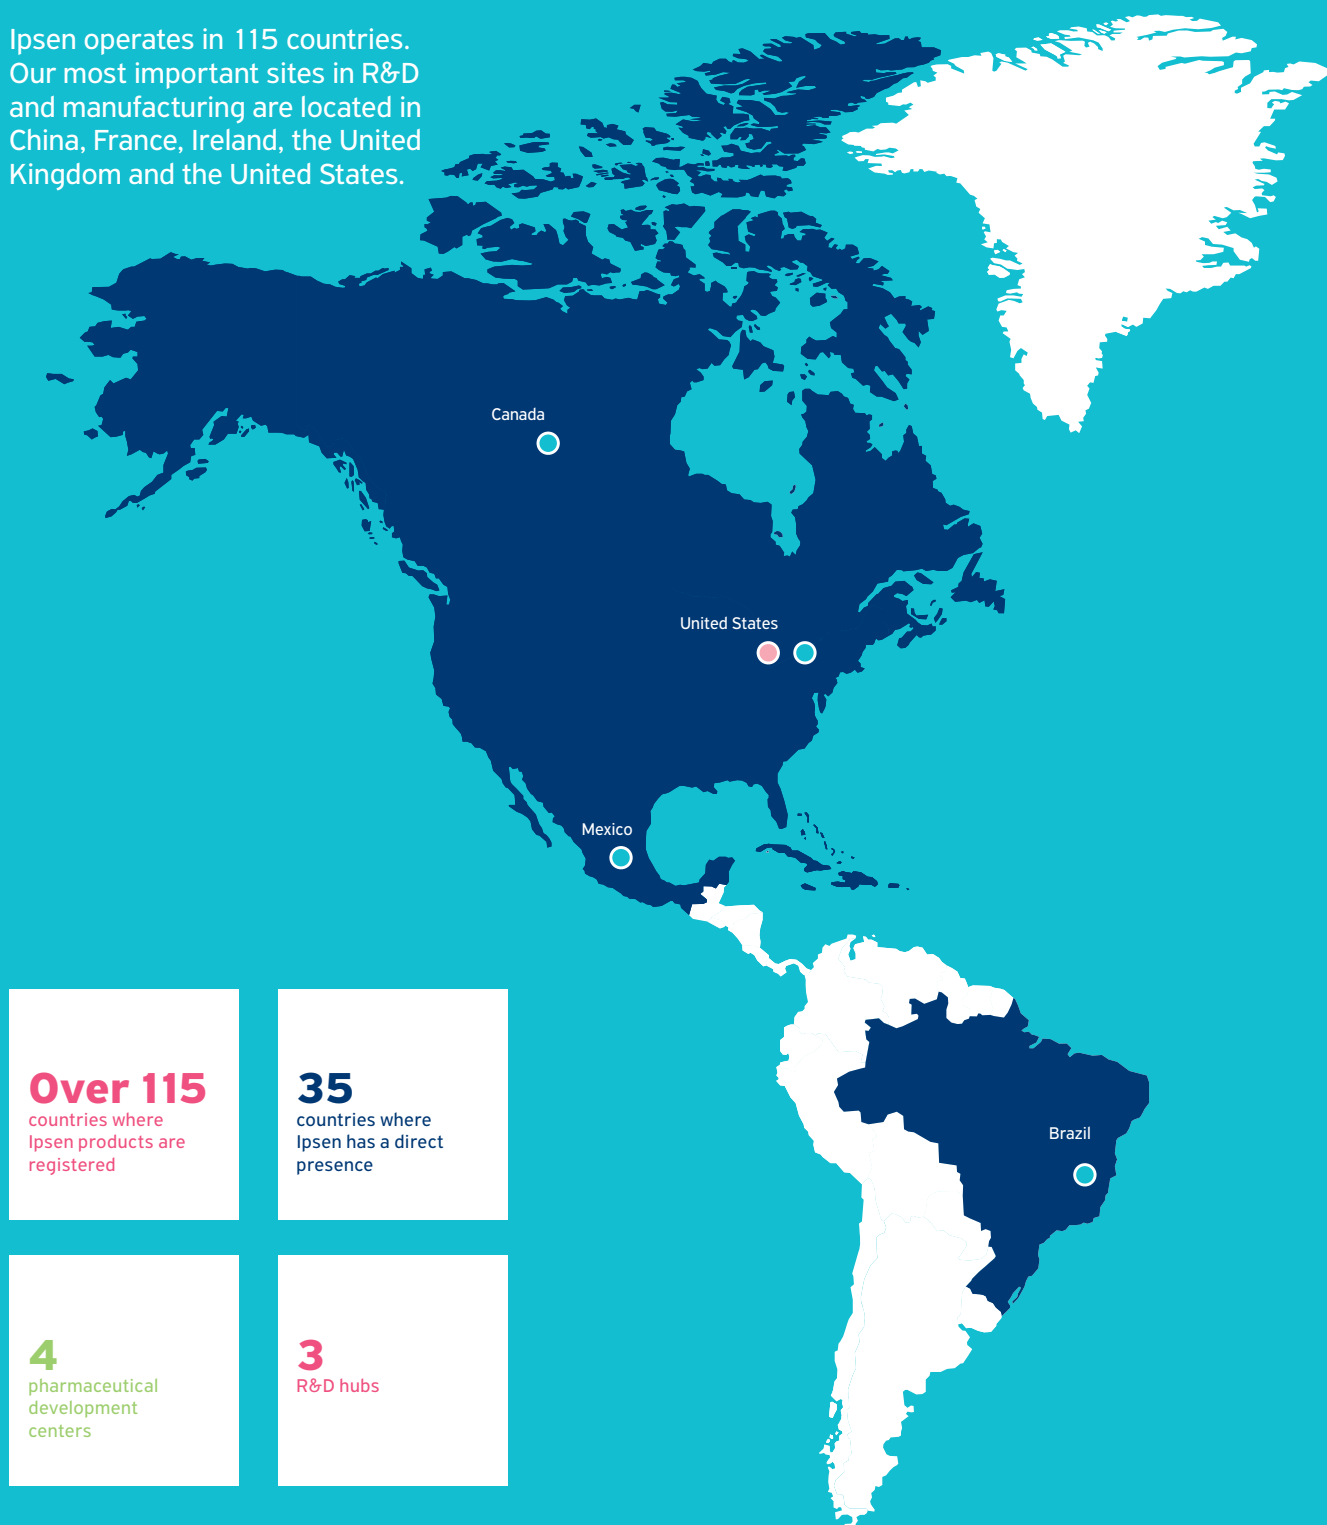 Ipsen operates in 115 countries.
Our most important sites in R&D
and manufacturing are located in
China, France, Ireland, the United
Kingdom and the United States.
Canada
United States
Mexico
Brazil
Over 115
countries where
Ipsen products are
registered
35
countries where
Ipsen has a direct
presence
4
pharmaceutical
development
centers
3
R&D hubs